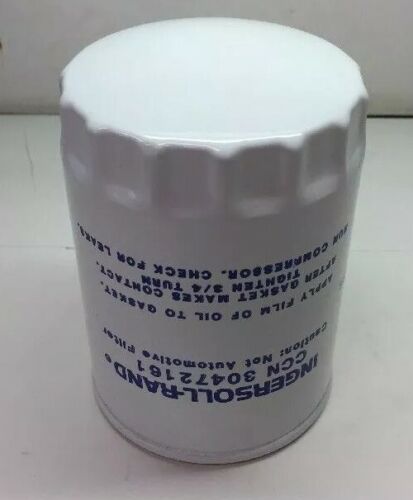 INGERSOLL-RAND®
CCN 30472161
Caution: Not Automotive Filter
APPLY FILM OF OIL TO GASKET.
AFTER GASKET MAKES CONTACT.
TIGHTEN 3/4 TURN
RUN COMPRESSOR. CHECK FOR LEAKS.